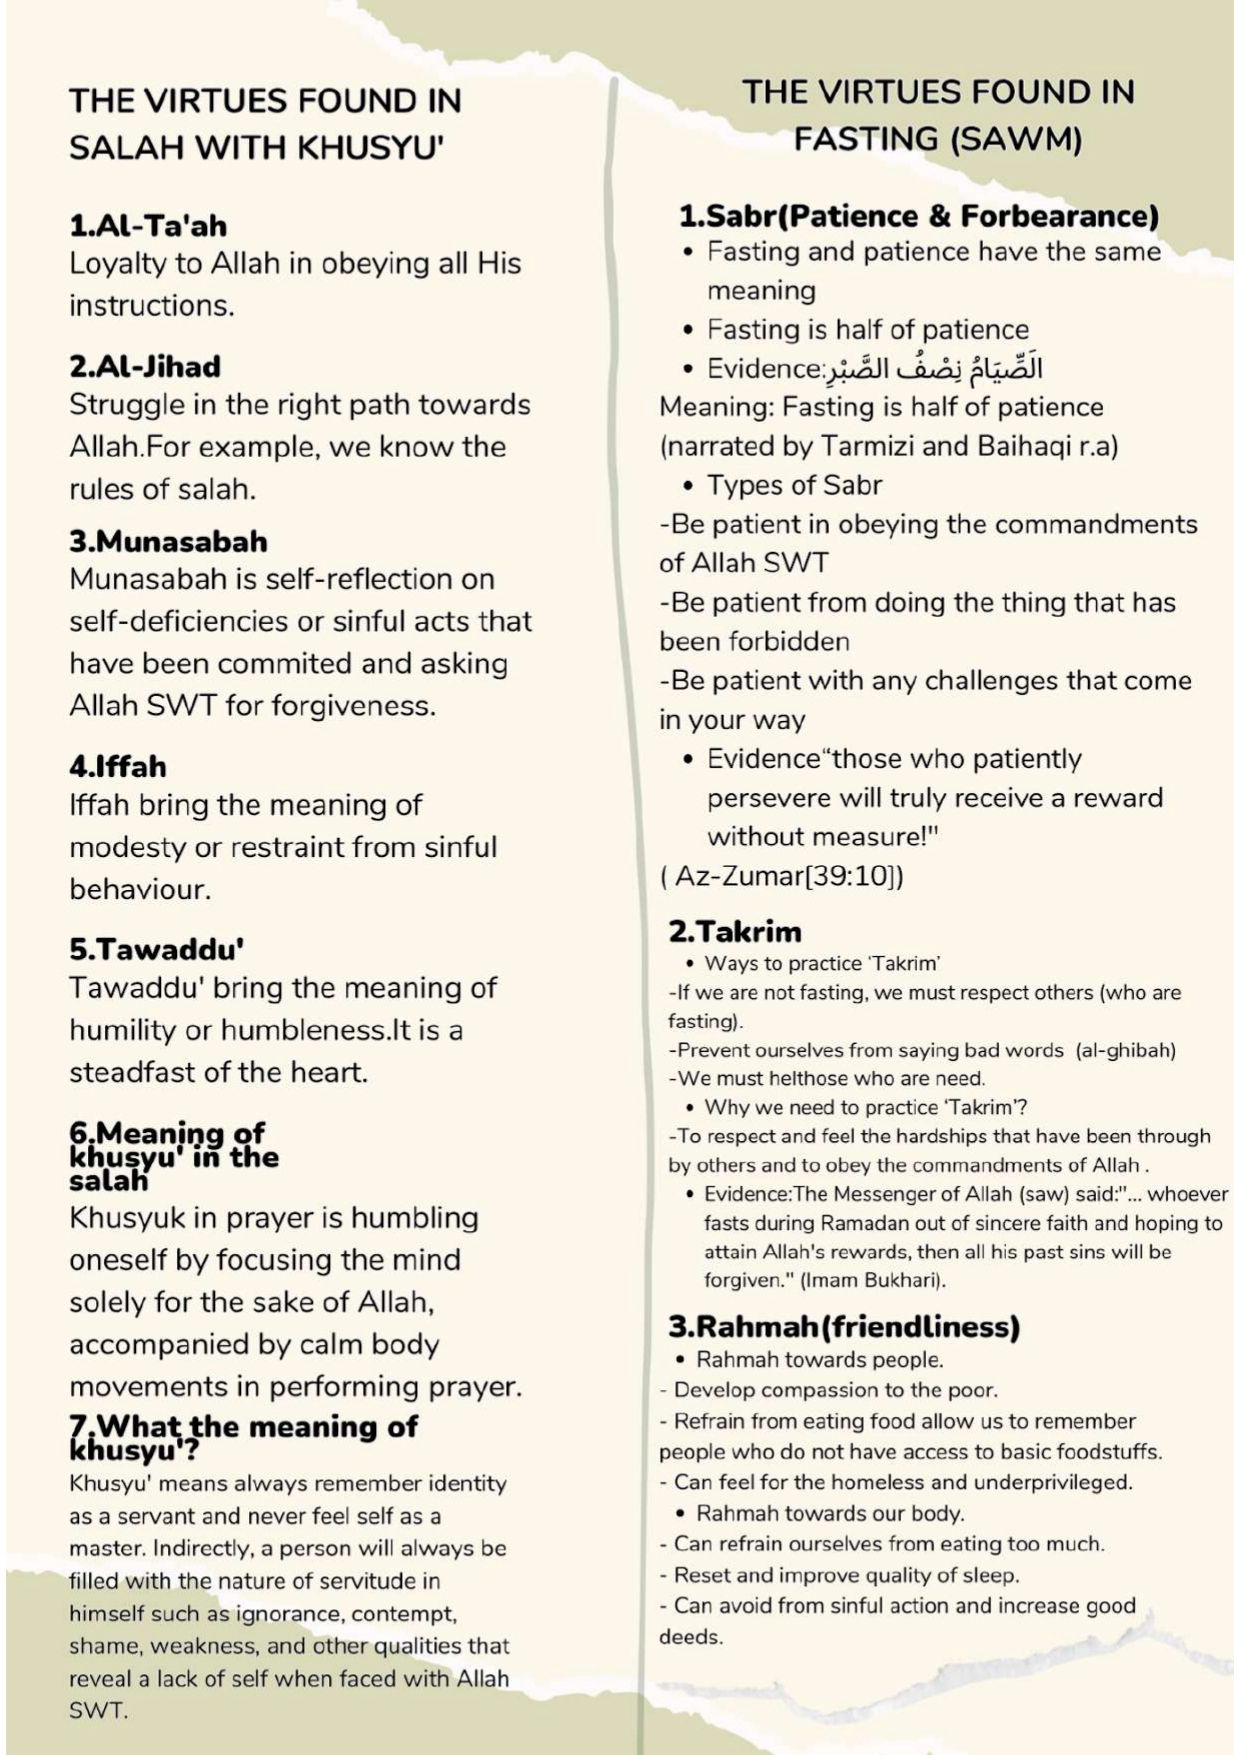 THE VIRTUES FOUND IN
SALAH WITH KHUSYU'
1.Al-Ta'ah
Loyalty to Allah in obeying all His
instructions.
2.Al-Jihad
Struggle in the right path towards
Allah.For example, we know the
rules of salah.
3.Munasabah
Munasabah is self-reflection on
self-deficiencies or sinful acts that
have been commited and asking
Allah SWT for forgiveness.
4.Iffah
Iffah bring the meaning of
modesty or restraint from sinful
behaviour.
5.Tawaddu'
Tawaddu' bring the meaning of
humility or humbleness.It is a
steadfast of the heart.
6.Meaning of
khusyu' in the
salah
Khusyuk in prayer is humbling
oneself by focusing the mind
solely for the sake of Allah,
accompanied by calm body
movements in performing prayer.
7.What the meaning of
khusyu'?
Khusyu' means always remember identity
as a servant and never feel self as a
master. Indirectly, a person will always be
filled with the nature of servitude in
himself such as ignorance, contempt,
shame, weakness, and other qualities that
reveal a lack of self when faced with Allah
SWT.
THE VIRTUES FOUND IN
FASTING (SAWM)
1.Sabr(Patience & Forbearance)
• Fasting and patience have the same
meaning
• Fasting is half of patience
• Evidence:الَصِّيَامُ نِصْفُ الصَّبْرِ
Meaning: Fasting is half of patience
(narrated by Tarmizi and Baihaqi r.a)
• Types of Sabr
-Be patient in obeying the commandments
of Allah SWT
-Be patient from doing the thing that has
been forbidden
-Be patient with any challenges that come
in your way
• Evidence“those who patiently
persevere will truly receive a reward
without measure!"
( Az-Zumar[39:10])
2.Takrim
• Ways to practice ‘Takrim’
-If we are not fasting, we must respect others (who are
fasting).
-Prevent ourselves from saying bad words (al-ghibah)
-We must helthose who are need.
• Why we need to practice ‘Takrim’?
-To respect and feel the hardships that have been through
by others and to obey the commandments of Allah .
• Evidence:The Messenger of Allah (saw) said:"... whoever
fasts during Ramadan out of sincere faith and hoping to
attain Allah's rewards, then all his past sins will be
forgiven." (Imam Bukhari).
3.Rahmah(friendliness)
• Rahmah towards people.
- Develop compassion to the poor.
- Refrain from eating food allow us to remember
people who do not have access to basic foodstuffs.
- Can feel for the homeless and underprivileged.
• Rahmah towards our body.
- Can refrain ourselves from eating too much.
- Reset and improve quality of sleep.
- Can avoid from sinful action and increase good
deeds.